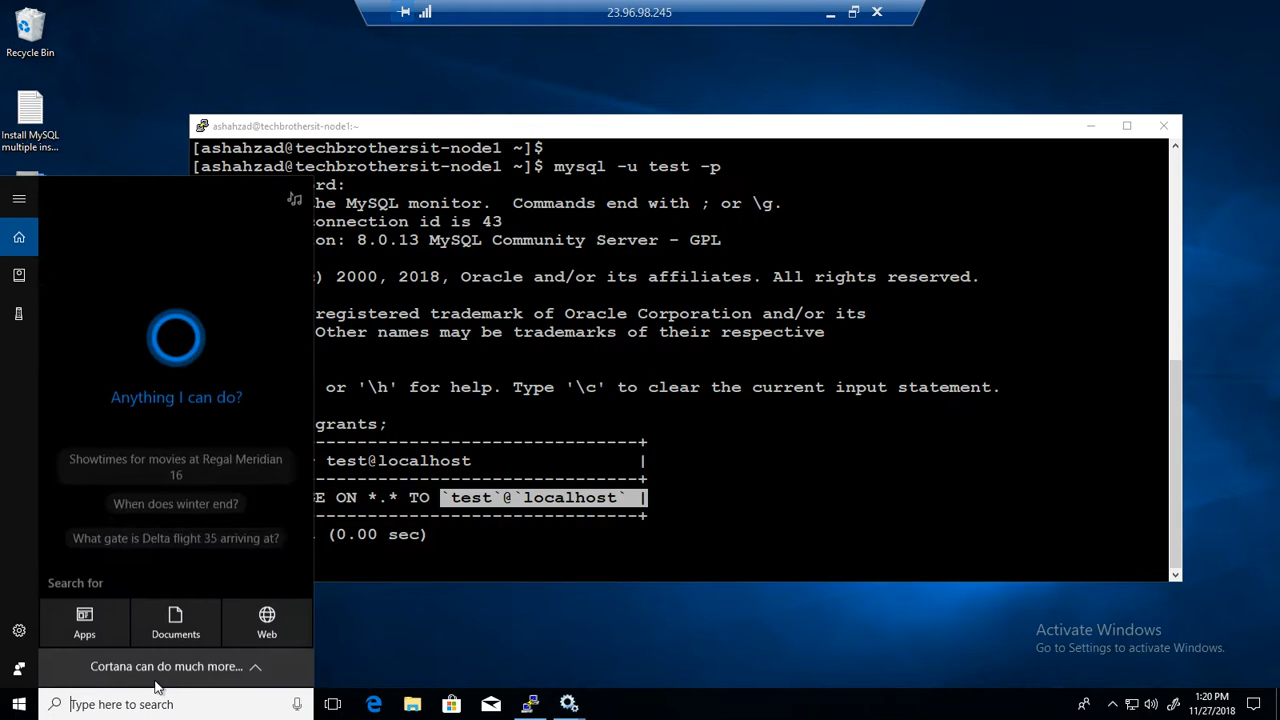 23.96.98.245
Recycle Bin
Install MySQL
multiple ins...
ashahzad@techbrothersit-node1:~
[ashahzad@techbrothersit-node1 ~]$
[ashahzad@techbrothersit-node1 ~]$ mysql -u test -p
rd:
he MySQL monitor.  Commands end with ; or \g.
onnection id is 43
on: 8.0.13 MySQL Community Server - GPL
) 2000, 2018, Oracle and/or its affiliates. All rights reserved.
registered trademark of Oracle Corporation and/or its
Other names may be trademarks of their respective
or '\h' for help. Type '\c' to clear the current input statement.
grants;
test@localhost |
E ON *.* TO `test`@`localhost` |
(0.00 sec)
Anything I can do?
Showtimes for movies at Regal Meridian
16
When does winter end?
What gate is Delta flight 35 arriving at?
Search for
Apps
Documents
Web
Cortana can do much more...
Type here to search
Activate Windows
Go to Settings to activate Windows.
1:20 PM
11/27/2018